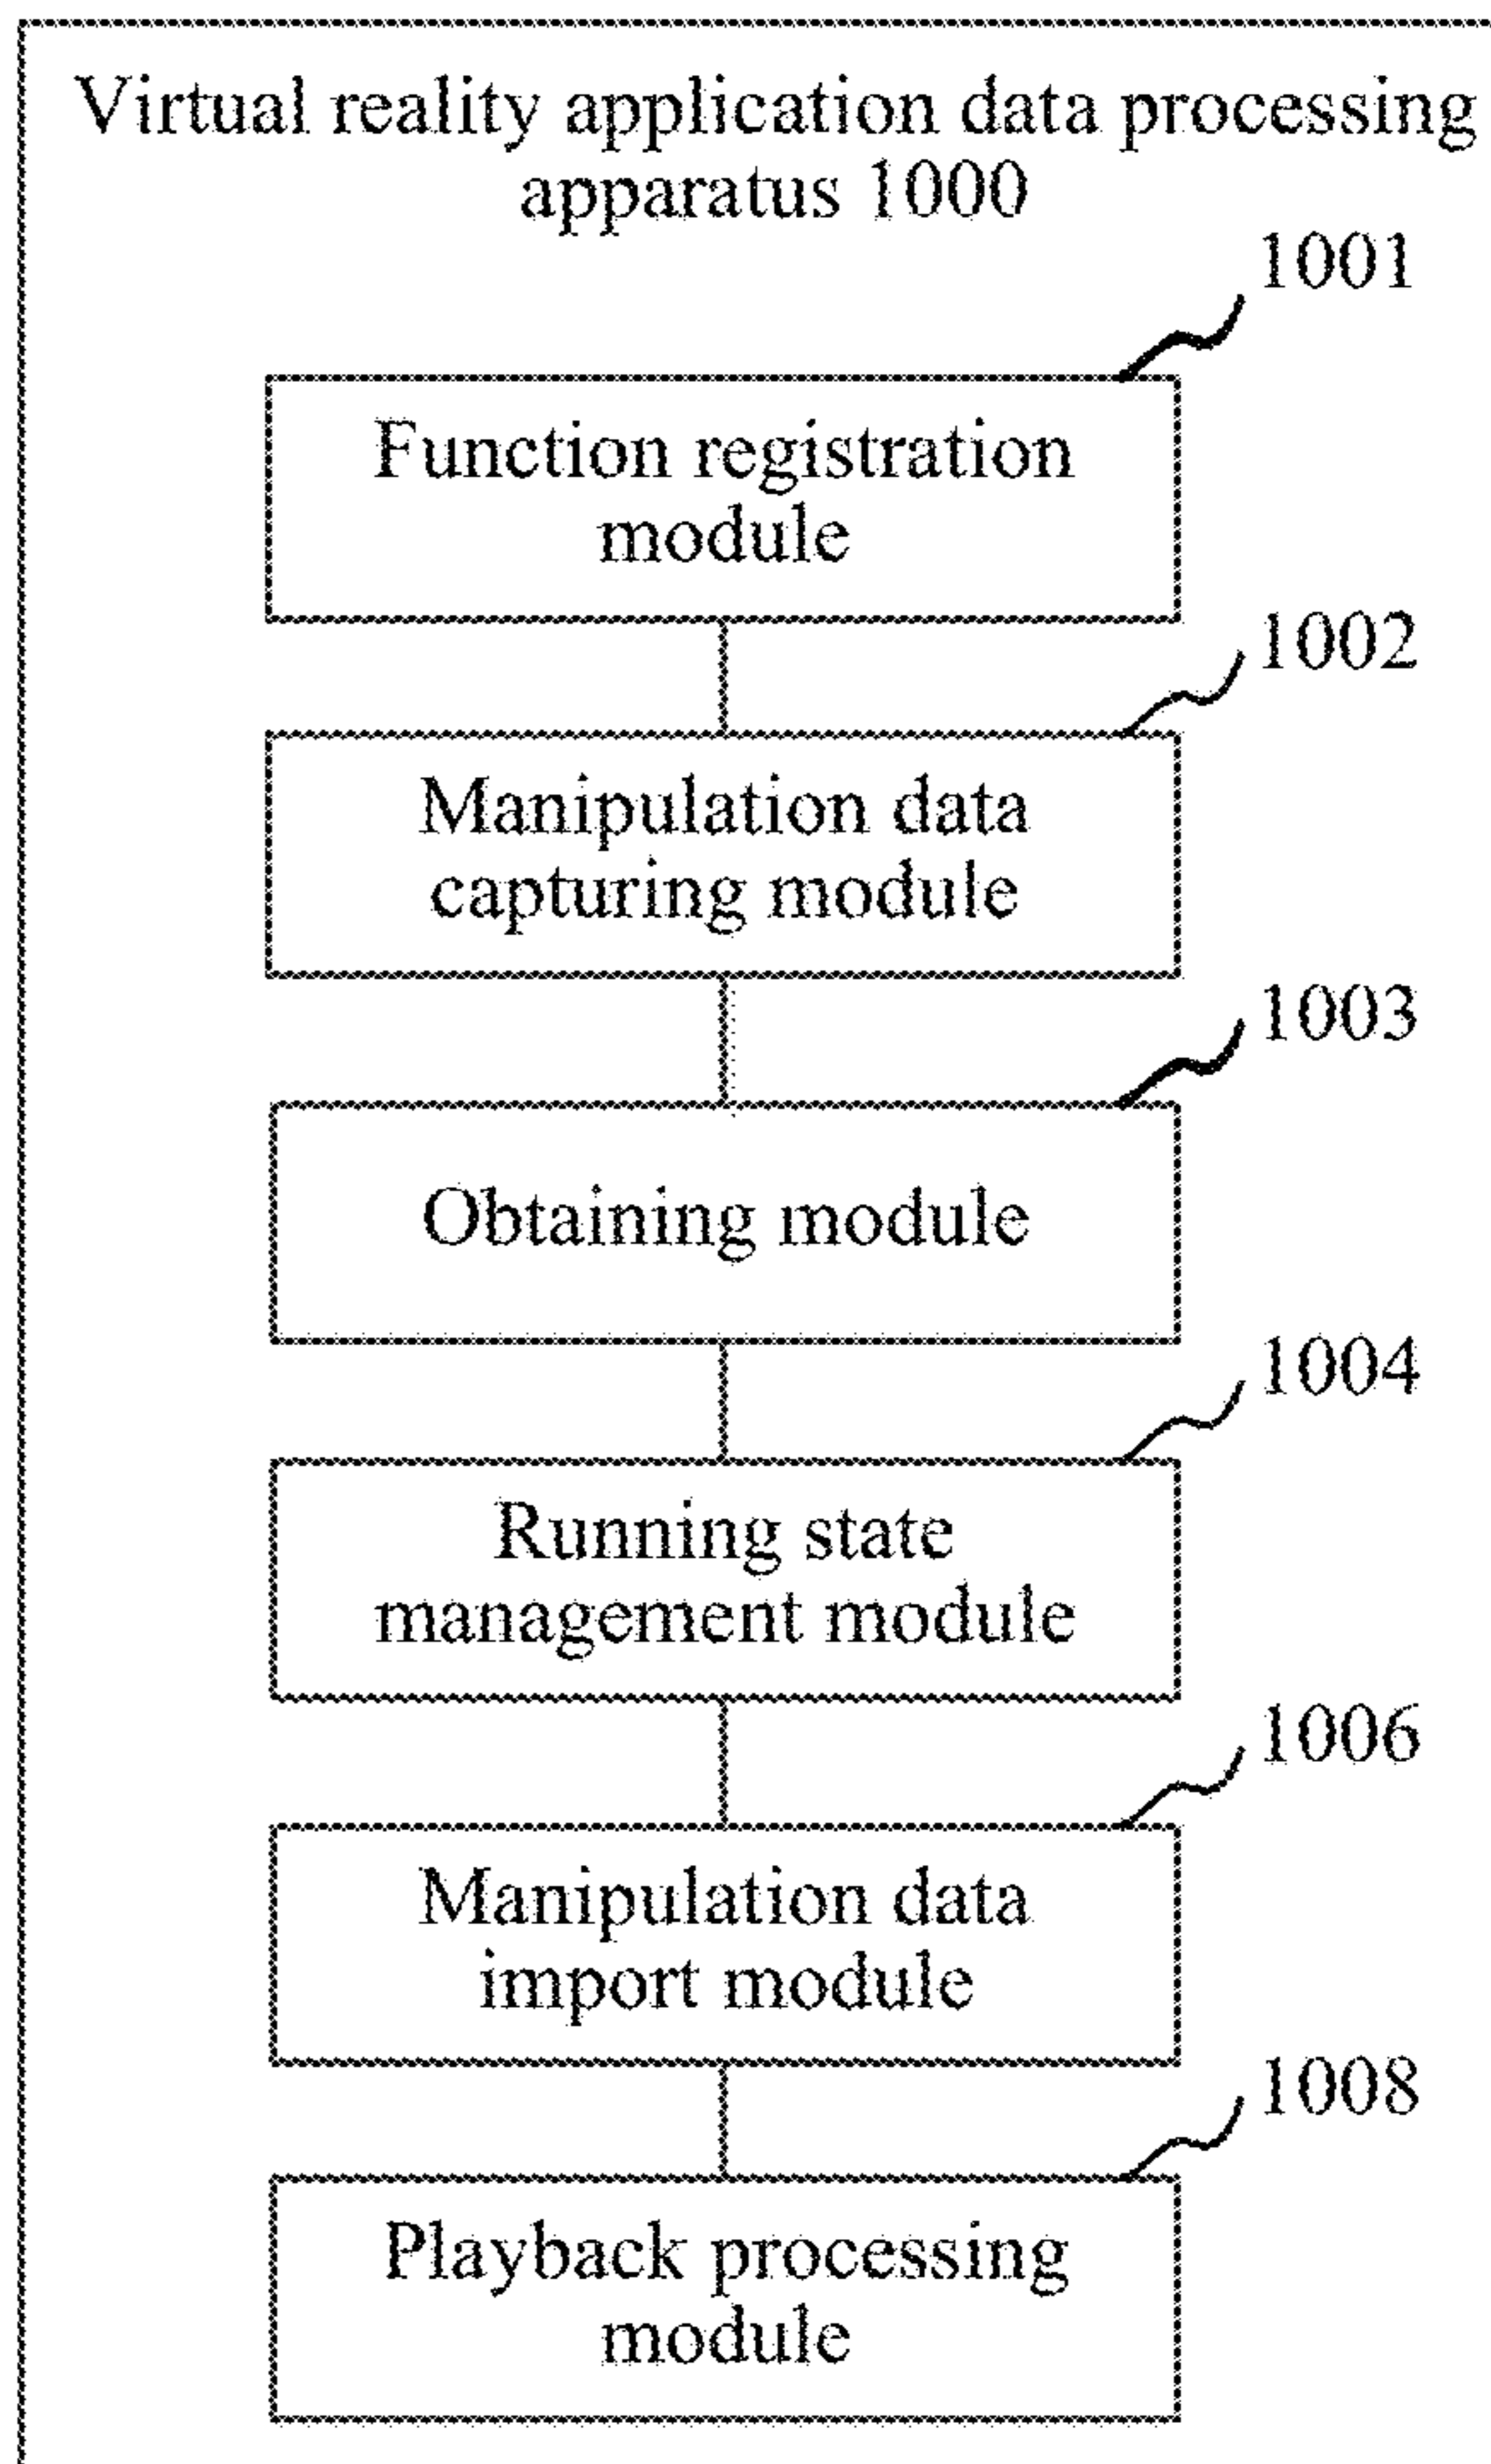 Virtual reality application data processing
apparatus 1000
1001
Function registration
module
1002
Manipulation data
capturing module
1003
Obtaining module
1004
Running state
management module
1006
Manipulation data
import module
1008
Playback processing
module